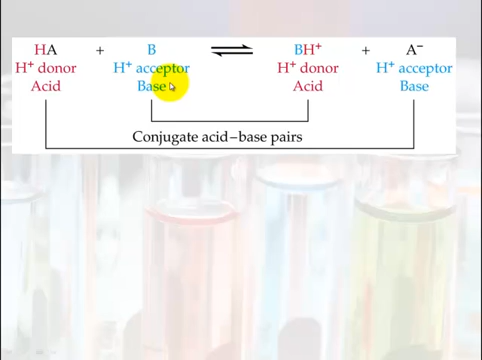 HA + B ⇌ BH⁺ + A⁻
H⁺ donor H⁺ acceptor H⁺ donor H⁺ acceptor
Acid Base Acid Base
Conjugate acid–base pairs